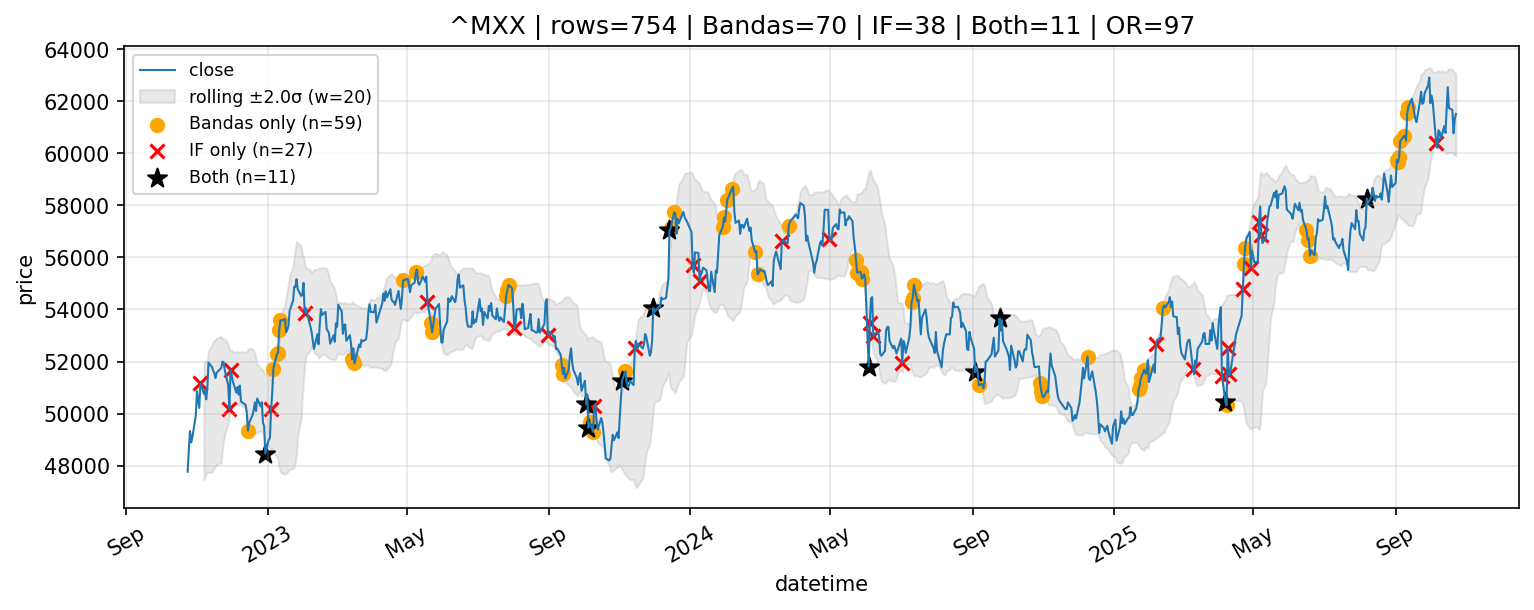 ^MXX | rows=754 | Bandas=70 | IF=38 | Both=11 | OR=97
64000
62000
60000
58000
56000
54000
52000
50000
48000
price
close
rolling ±2.0σ (w=20)
Bandas only (n=59)
IF only (n=27)
Both (n=11)
Sep
2023
May
Sep
2024
May
Sep
2025
May
Sep
datetime